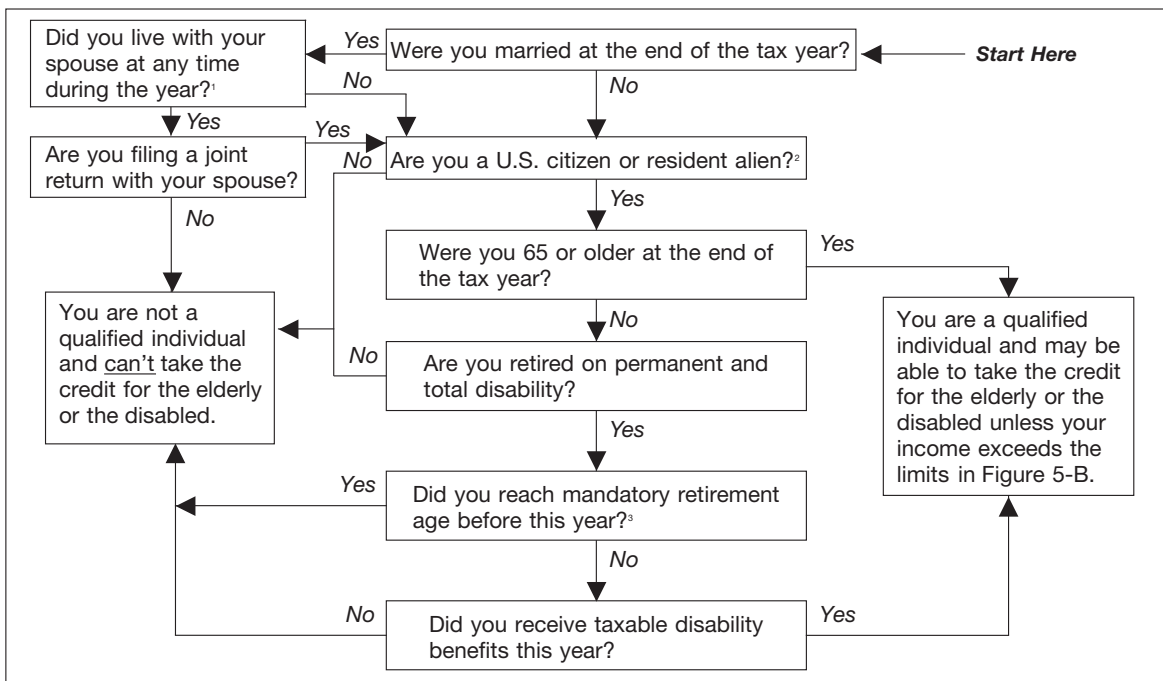 Start Here
Were you married at the end of the tax year?
Yes
No
Did you live with your
spouse at any time
during the year?¹
No
Yes
Are you filing a joint
return with your spouse?
Yes
No
Are you a U.S. citizen or resident alien?²
No
Yes
Were you 65 or older at the end of
the tax year?
Yes
No
You are not a
qualified individual
and can't take the
credit for the elderly
or the disabled.
Are you retired on permanent and
total disability?
No
Yes
You are a qualified
individual and may be
able to take the credit
for the elderly or the
disabled unless your
income exceeds the
limits in Figure 5-B.
Did you reach mandatory retirement
age before this year?³
Yes
No
Did you receive taxable disability
benefits this year?
No
Yes